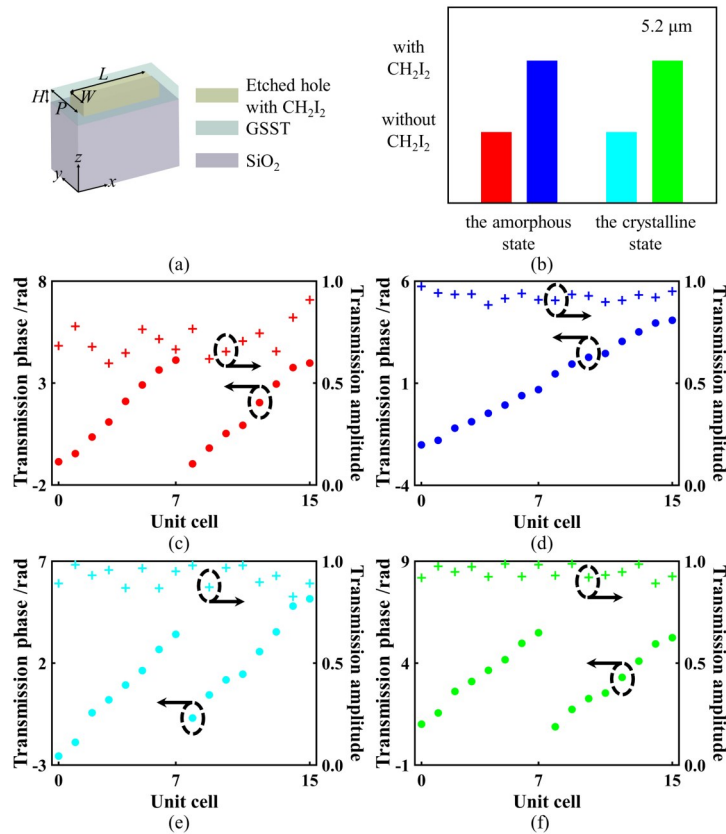 L
H
P
W
z
y
x
Etched hole
with CH₂I₂
GSST
SiO₂
(a)
5.2 μm
with
CH₂I₂
without
CH₂I₂
the amorphous
state
the crystalline
state
(b)
Transmission phase /rad
8
3
-2
1.0
0.5
0.0
Transmission amplitude
0
7
15
Unit cell
(c)
Transmission phase /rad
6
1
-4
1.0
0.5
0.0
Transmission amplitude
0
7
15
Unit cell
(d)
Transmission phase /rad
7
2
-3
1.0
0.5
0.0
Transmission amplitude
0
7
15
Unit cell
(e)
Transmission phase /rad
9
4
-1
1.0
0.5
0.0
Transmission amplitude
0
7
15
Unit cell
(f)